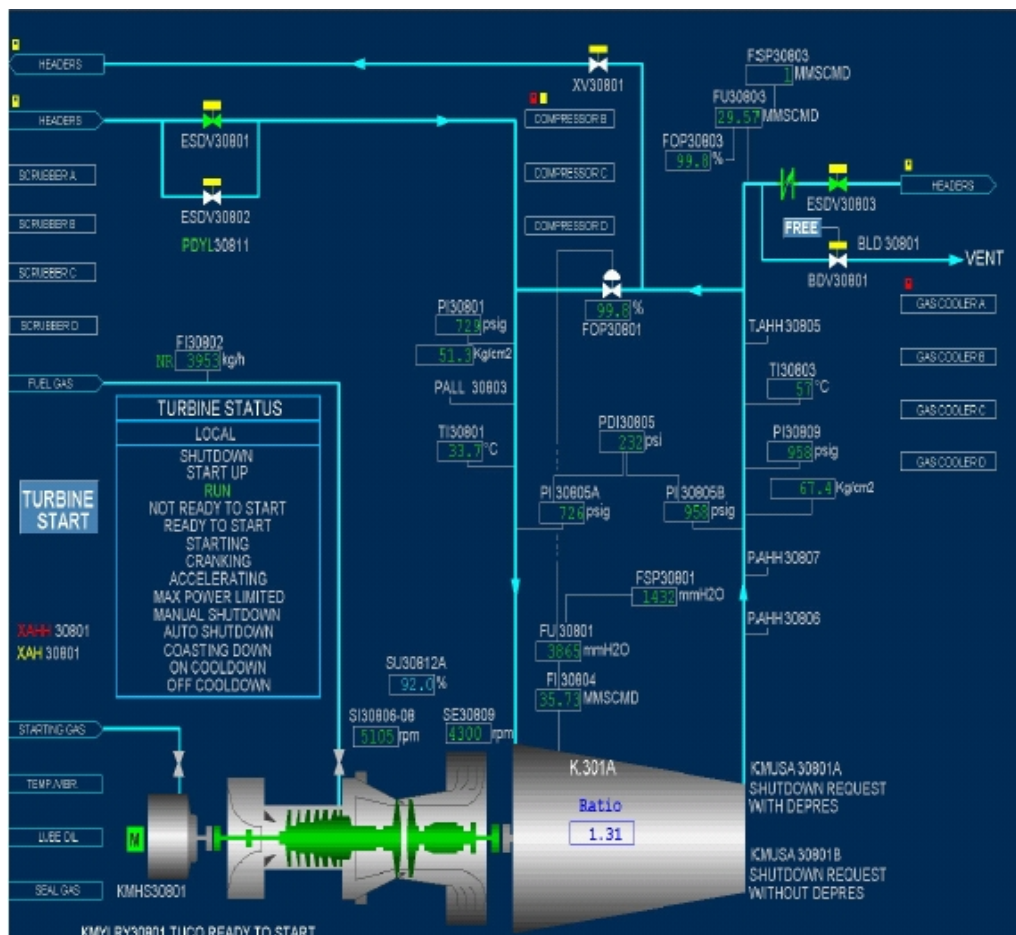 HEADERS
XV30801
FSP30803
1 MMSCMD
HEADERS
ESDV30801
COMPRESSOR B
FU30803
29.57 MMSCMD
FOP30803
99.8 %
SCRUBBER A
COMPRESSOR C
ESDV30803
HEADERS
SCRUBBER B
ESDV30802
COMPRESSOR D
FREE
BLD 30801
PDYL30811
VENT
SCRUBBER C
BDV30801
PI30801
729 psig
99.8 %
GAS COOLER A
SCRUBBER D
FOP30801
T.AHH 30805
FI30802
NR 3953 kg/h
51.3 Kg/cm2
GAS COOLER B
FUEL GAS
PALL 30803
TI30803
57 °C
TURBINE STATUS
GAS COOLER C
LOCAL
TI30801
33.7 °C
PDI30805
232 psi
PI30809
958 psig
SHUTDOWN
START UP
RUN
NOT READY TO START
READY TO START
STARTING
CRANKING
ACCELERATING
MAX POWER LIMITED
MANUAL SHUTDOWN
AUTO SHUTDOWN
COASTING DOWN
ON COOLDOWN
OFF COOLDOWN
GAS COOLER D
TURBINE
START
PI 30805A
726 psig
PI 30805B
958 psig
67.4 Kg/cm2
P.AHH 30807
FSP30801
1432 mmH2O
XAHH 30801
XAH 30801
FU 30801
3865 mmH2O
P.AHH 30806
SU30812A
92.0 %
FI 30804
35.73 MMSCMD
STARTING GAS
SI30806-08
5105 rpm
SE30809
4300 rpm
K.301A
KMUSA 30801A
SHUTDOWN REQUEST
WITH DEPRES
TEMP./VIBR.
Ratio
1.31
LUBE OIL
M
KMUSA 30801B
SHUTDOWN REQUEST
WITHOUT DEPRES
SEAL GAS
KMHS30801
KMYLRY30801 TUCO READY TO START